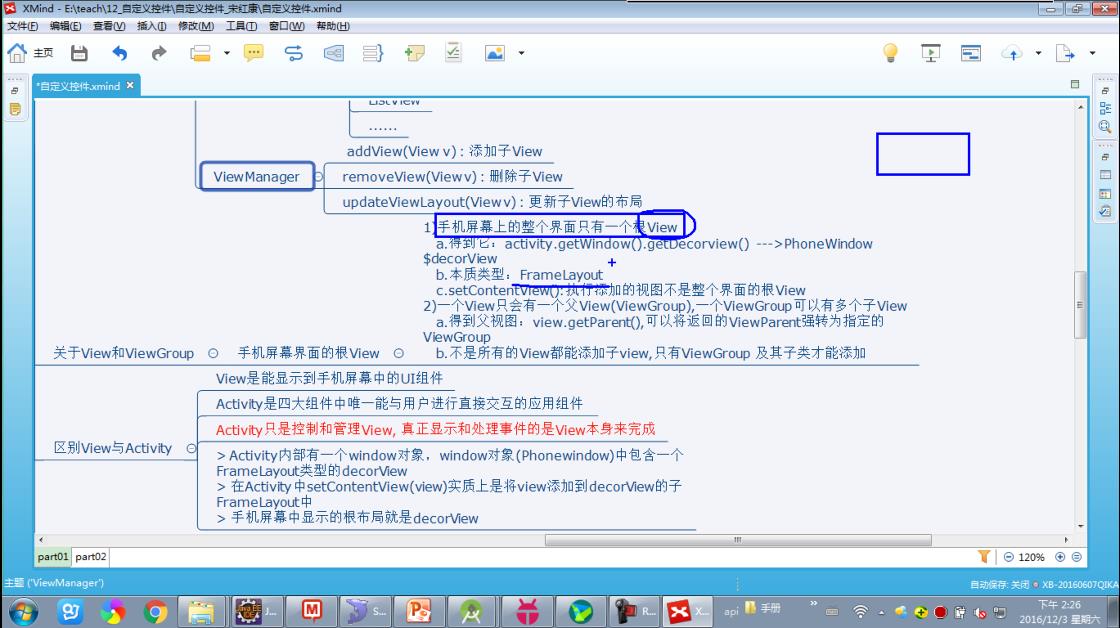 XMind - E:\teach\12_自定义控件\自定义控件_宋红康\自定义控件.xmind
文件(F) 编辑(E) 查看(V) 插入(I) 修改(M) 工具(T) 窗口(W) 帮助(H)
主页
*自定义控件.xmind
ListView
......
addView(View v) : 添加子View
ViewManager
removeView(View v) : 删除子View
updateViewLayout(View v) : 更新子View的布局
1)手机屏幕上的整个界面只有一个根View
a.得到它: activity.getWindow().getDecorview() --->PhoneWindow
$decorView
b.本质类型: FrameLayout
c.setContentView():执行添加的视图不是整个界面的根View
2)一个View只会有一个父View(ViewGroup),一个ViewGroup可以有多个子View
a.得到父视图: view.getParent(),可以将返回的ViewParent强转为指定的
ViewGroup
关于View和ViewGroup 手机屏幕界面的根View b.不是所有的View都能添加子view,只有ViewGroup 及其子类才能添加
View是能显示到手机屏幕中的UI组件
Activity是四大组件中唯一能与用户进行直接交互的应用组件
Activity只是控制和管理View, 真正显示和处理事件的是View本身来完成
区别View与Activity
> Activity内部有一个window对象, window对象(Phonewindow)中包含一个
FrameLayout类型的decorView
> 在Activity中setContentView(view)实质上是将view添加到decorView的子
FrameLayout中
> 手机屏幕中显示的根布局就是decorView
part01 part02
120%
主题 ('ViewManager')
自动保存: 关闭 XB-20160607QIKA
J... S... R... X... api 手册
下午 2:26
2016/12/3 星期六